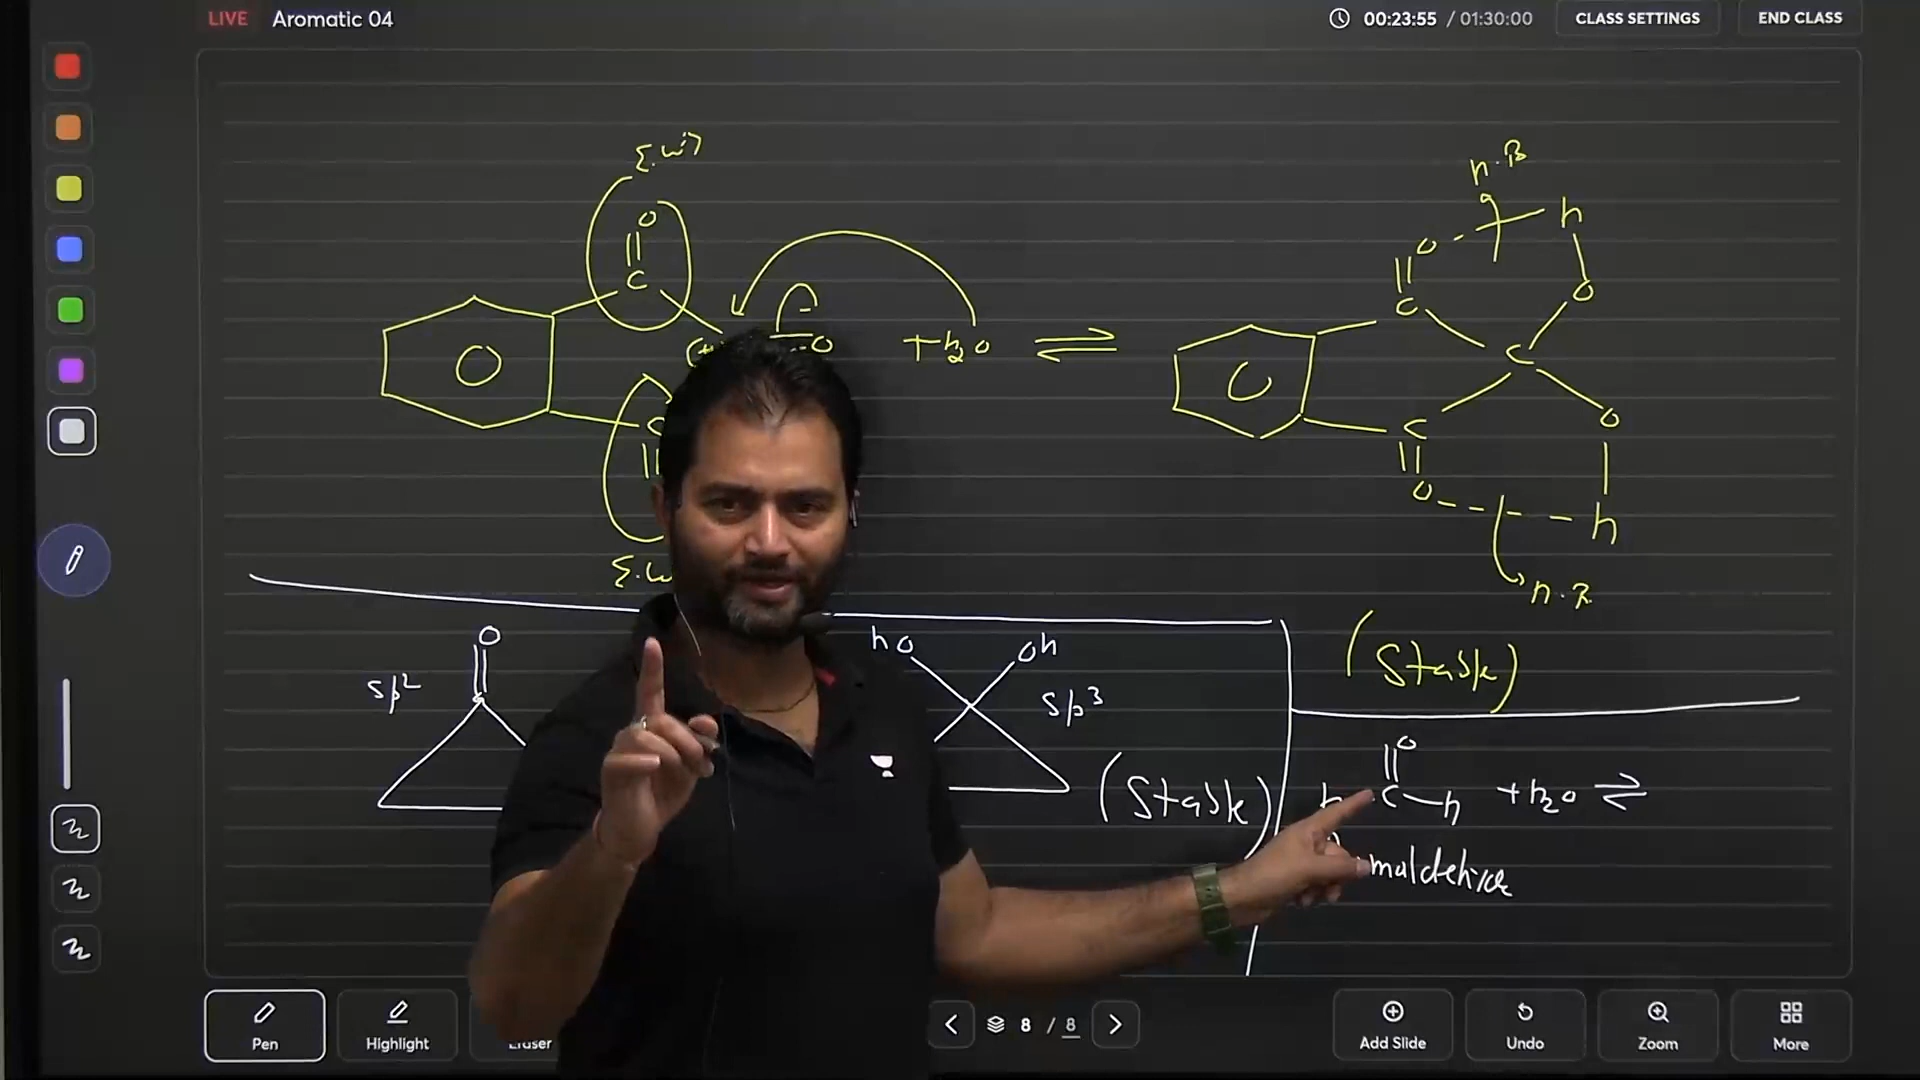 LIVE Aromatic 04
00:23:55 / 01:30:00 CLASS SETTINGS END CLASS
O
C
O
O + h2O ⇌
n.B
O h
O
C
C
C
O
O h
n.B
O
sp2
hO Oh
sp3
(Stable)
(Stable)
O
h C h + h2O ⇌
maldehide
Pen Highlight Eraser
8 / 8
Add Slide Undo Zoom More